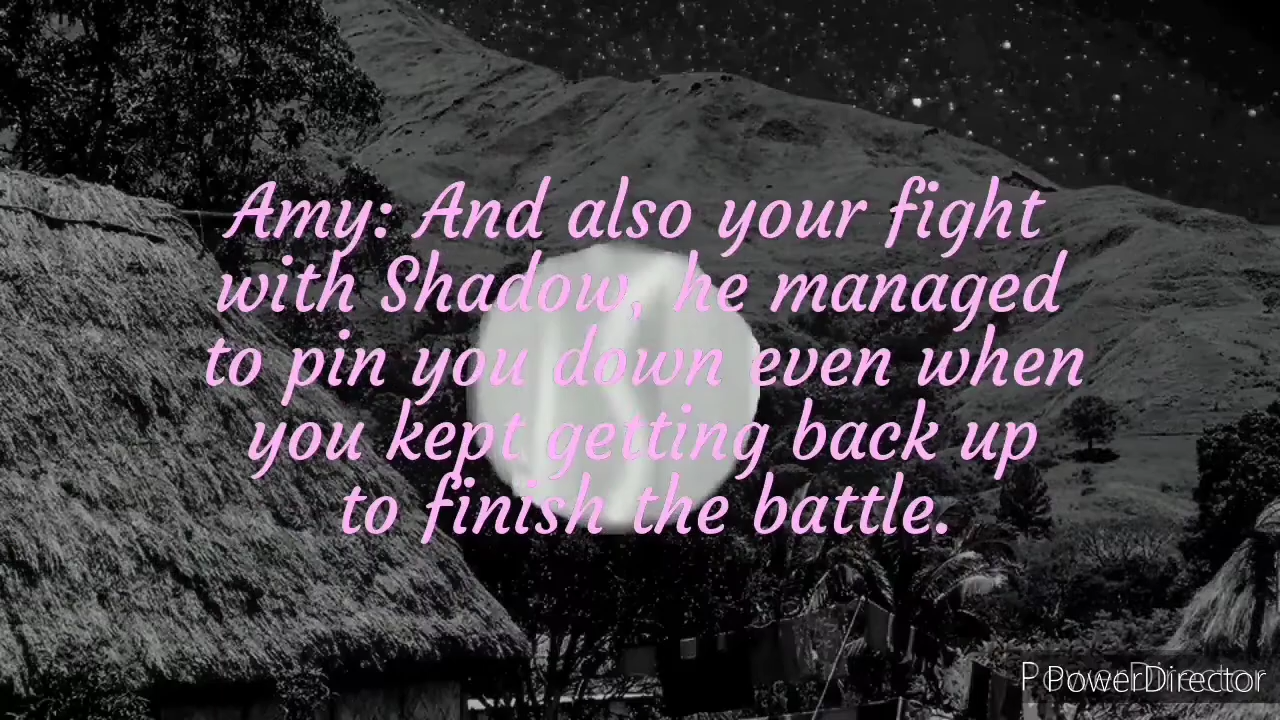 Amy: And also your fight
with Shadow, he managed
to pin you down even when
you kept getting back up
to finish the battle.
PowerDirector